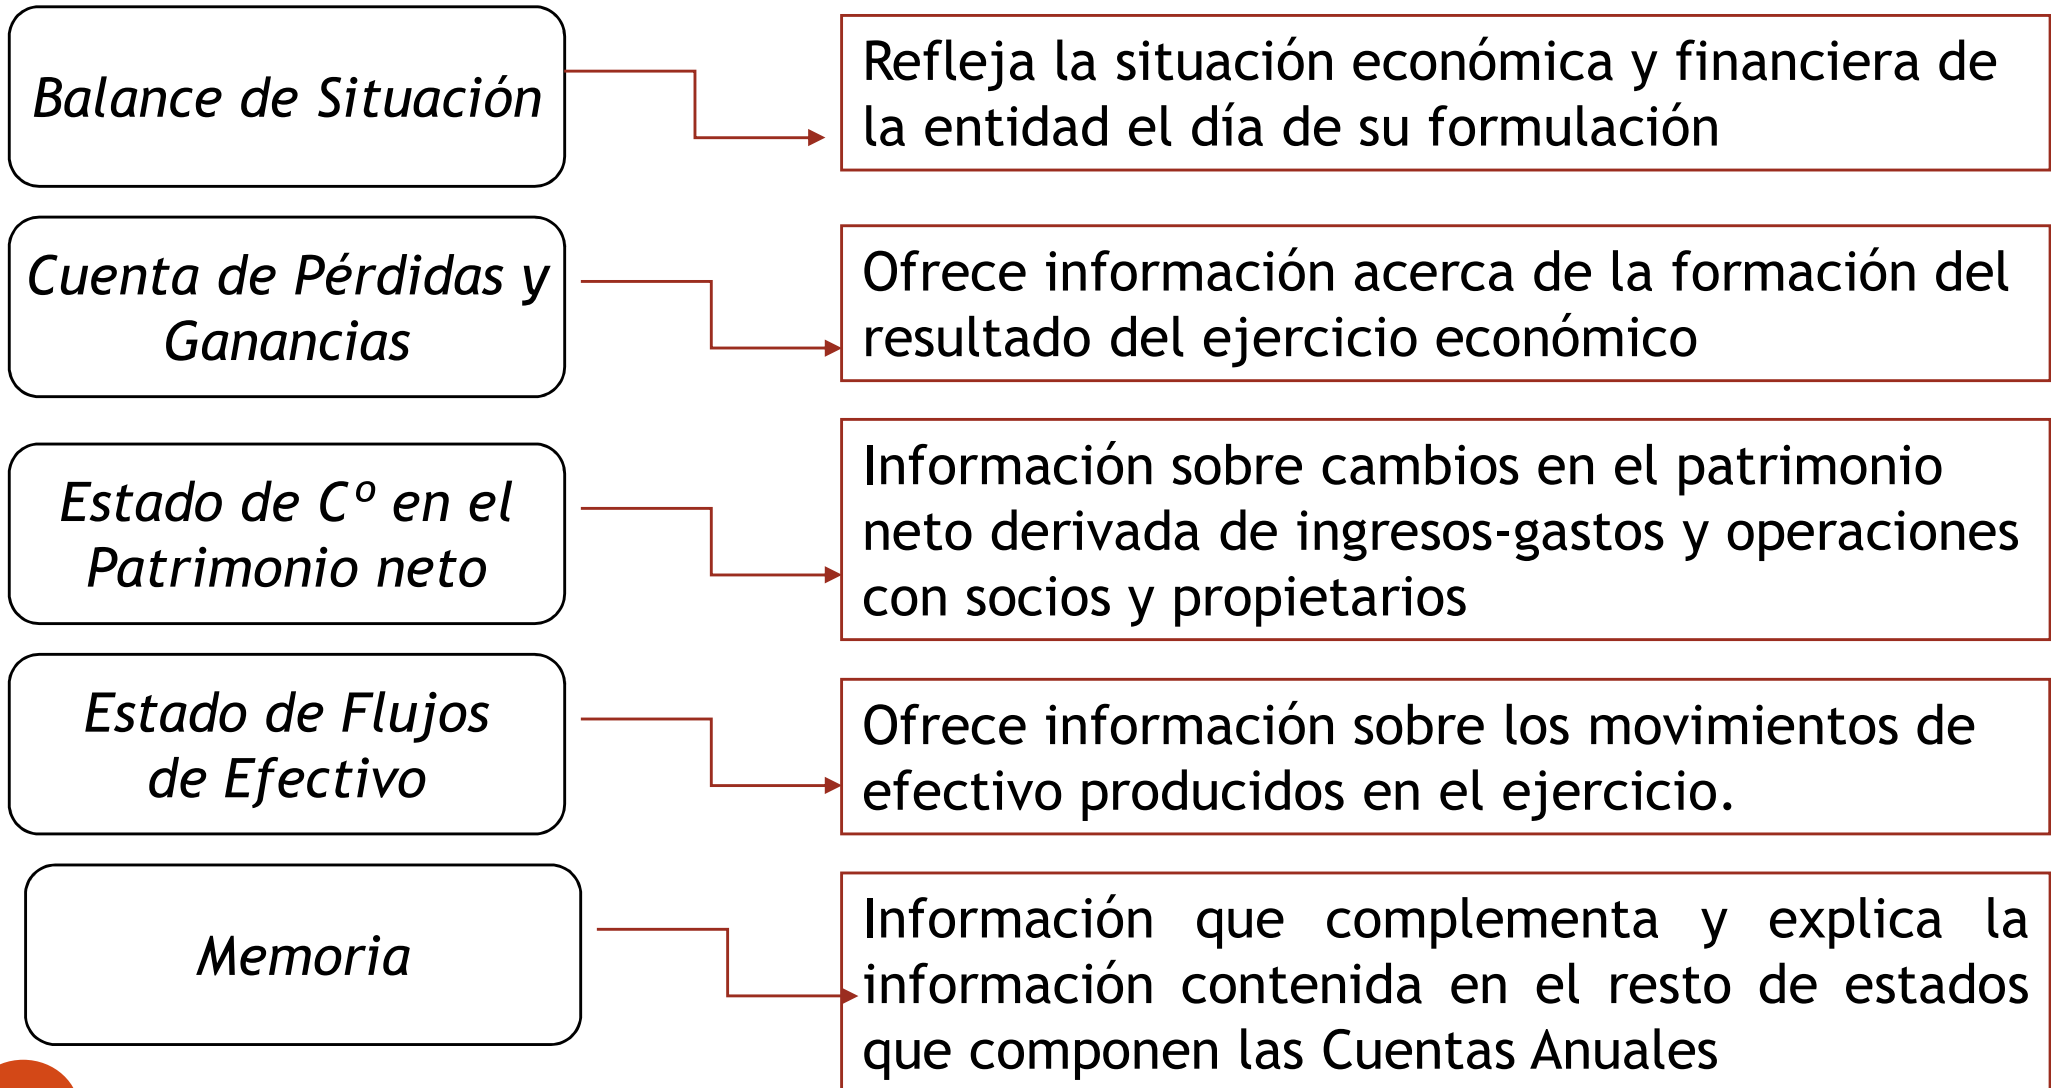 Balance de Situación
Refleja la situación económica y financiera de
la entidad el día de su formulación
Cuenta de Pérdidas y
Ganancias
Ofrece información acerca de la formación del
resultado del ejercicio económico
Estado de Cº en el
Patrimonio neto
Información sobre cambios en el patrimonio
neto derivada de ingresos-gastos y operaciones
con socios y propietarios
Estado de Flujos
de Efectivo
Ofrece información sobre los movimientos de
efectivo producidos en el ejercicio.
Memoria
Información que complementa y explica la
información contenida en el resto de estados
que componen las Cuentas Anuales